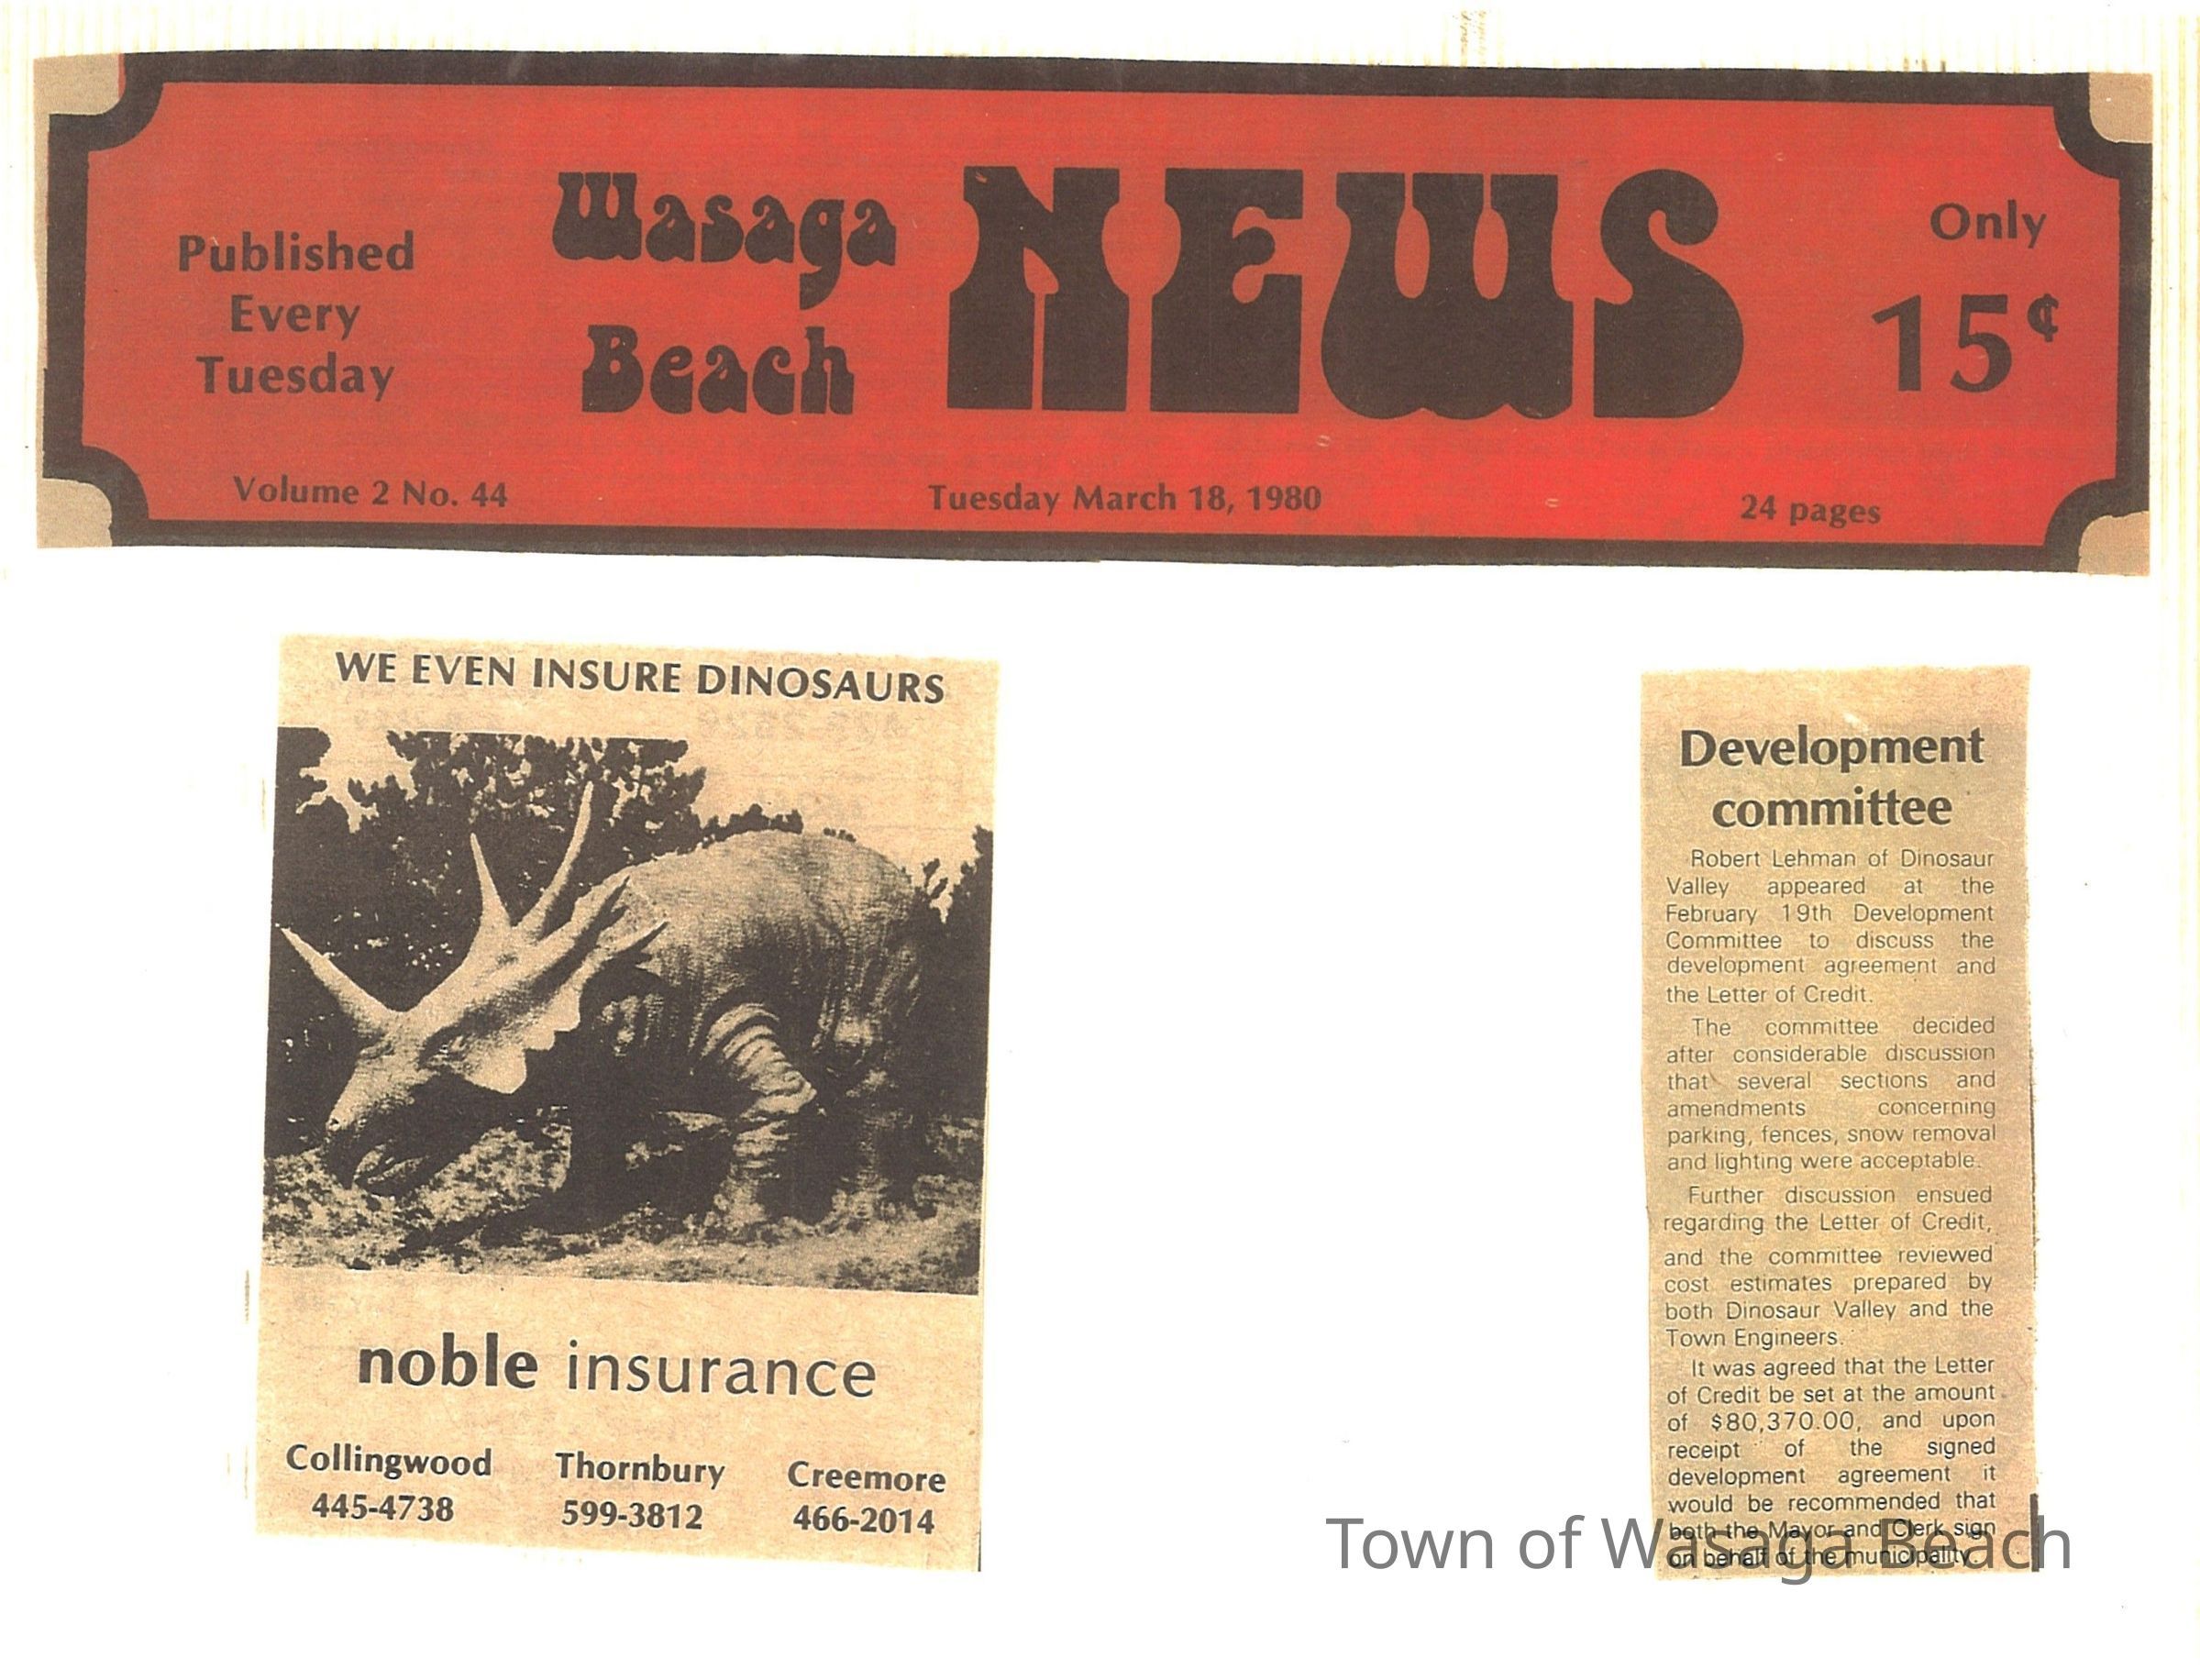 Published
Every
Tuesday
Wasaga
Beach
NEWS
Only
15¢
Volume 2 No. 44
Tuesday March 18, 1980
24 pages
WE EVEN INSURE DINOSAURS
noble insurance
Collingwood Thornbury Creemore
445-4738 599-3812 466-2014
Development
committee
Robert Lehman of Dinosaur
Valley appeared at the
February 19th Development
Committee to discuss the
development agreement and
the Letter of Credit.
The committee decided
after considerable discussion
that several sections and
amendments concerning
parking, fences, snow removal
and lighting were acceptable.
Further discussion ensued
regarding the Letter of Credit,
and the committee reviewed
cost estimates prepared by
both Dinosaur Valley and the
Town Engineers.
It was agreed that the Letter
of Credit be set at the amount
of $80,370.00, and upon
receipt of the signed
development agreement it
would be recommended that
both the Mayor and Clerk sign
on behalf of the municipality.
Town of Wasaga Beach